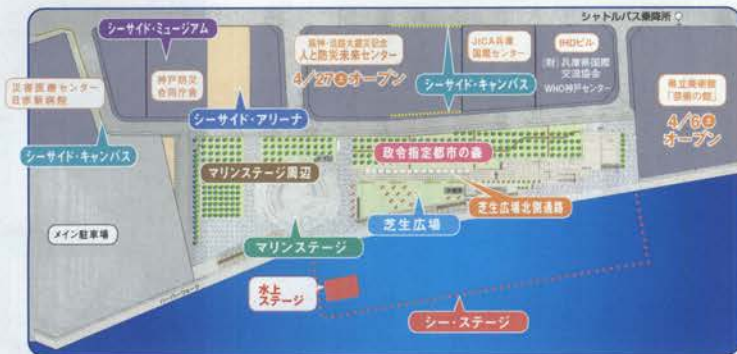 シャトルバス乗降所
シーサイド・ミュージアム
阪神・淡路大震災記念
人と防災未来センター
4/27㊏オープン
JICA兵庫
国際センター
IHDビル
(財)兵庫県国際
交流協会
WHO神戸センター
災害医療センター
日赤新病院
神戸防災
合同庁舎
シーサイド・キャンパス
県立美術館
「芸術の館」
4/6㊏
オープン
シーサイド・アリーナ
シーサイド・キャンパス
政令指定都市の森
マリンステージ周辺
芝生広場北側通路
芝生広場
メイン駐車場
マリンステージ
ハーバーウォーク
水上
ステージ
シー・ステージ